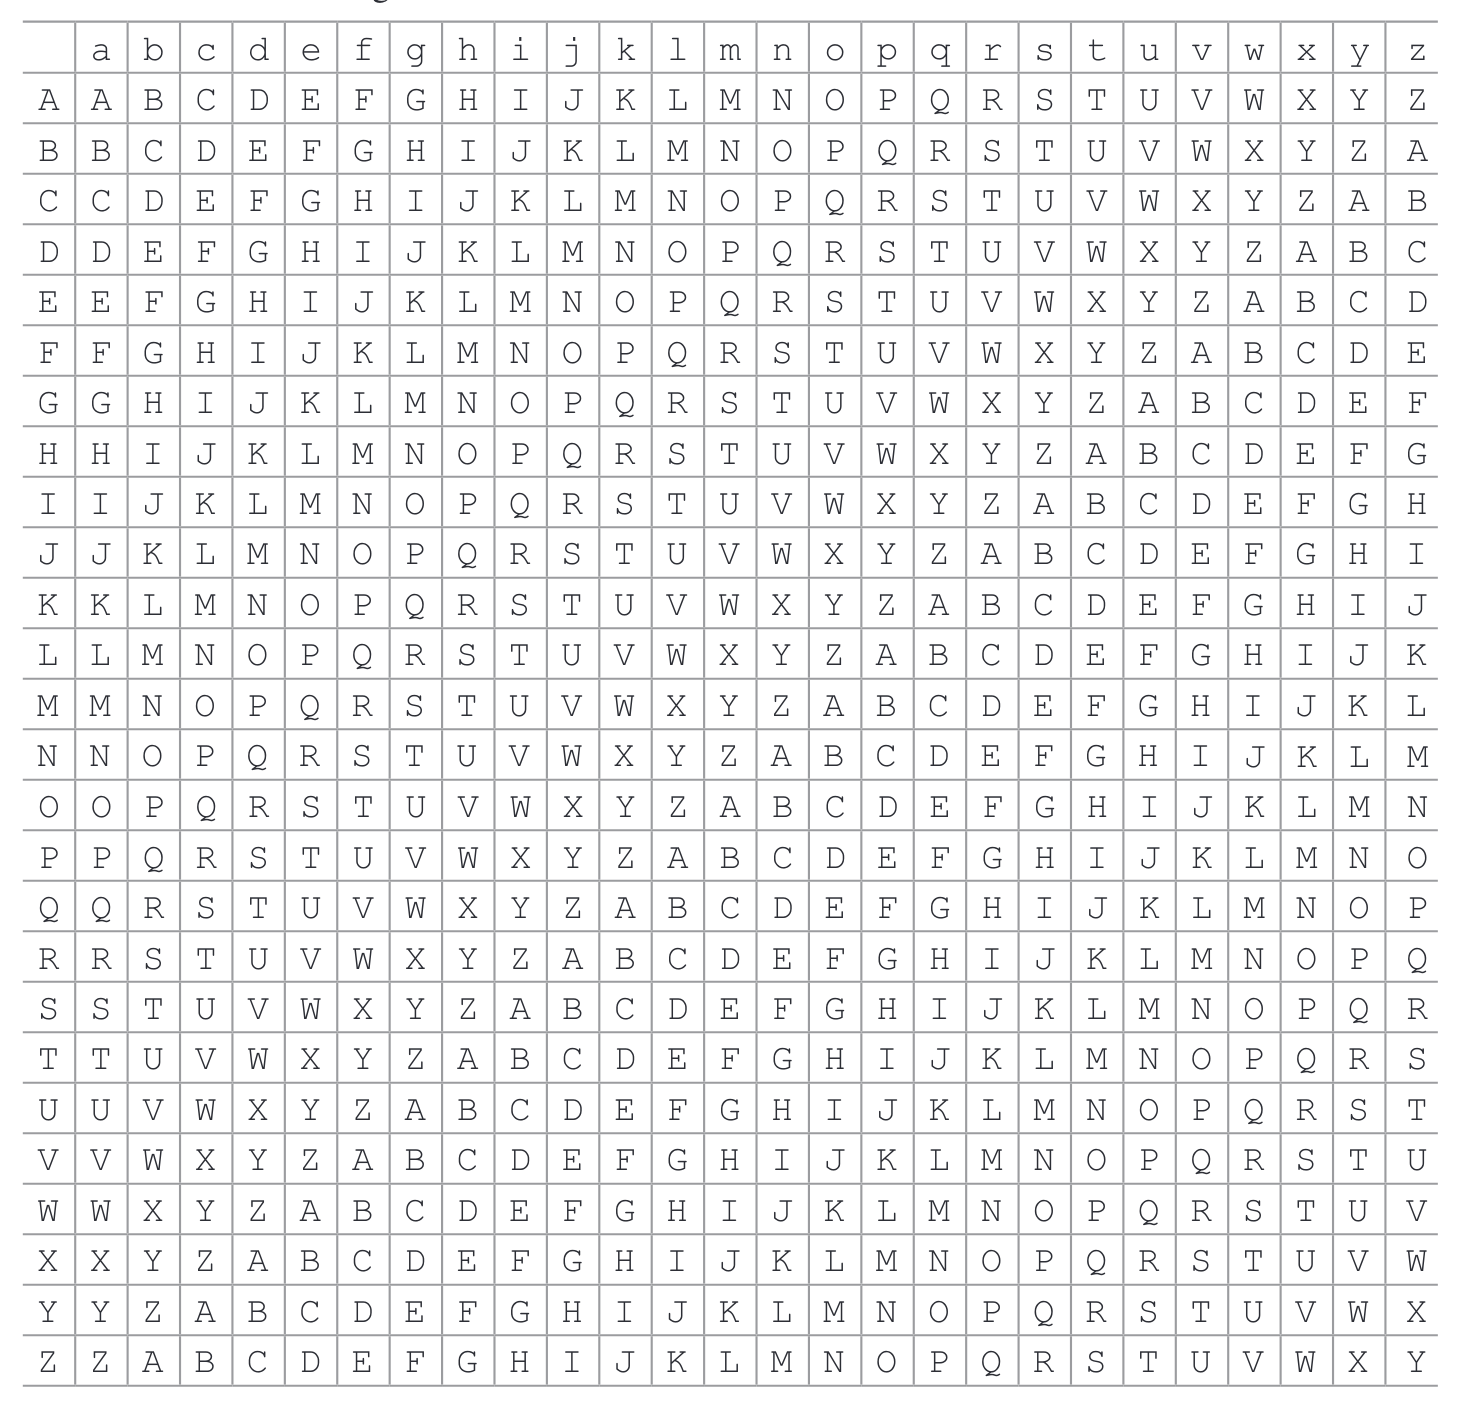 a b c d e f g h i j k l m n o p q r s t u v w x y z
A A B C D E F G H I J K L M N O P Q R S T U V W X Y Z
B B C D E F G H I J K L M N O P Q R S T U V W X Y Z A
C C D E F G H I J K L M N O P Q R S T U V W X Y Z A B
D D E F G H I J K L M N O P Q R S T U V W X Y Z A B C
E E F G H I J K L M N O P Q R S T U V W X Y Z A B C D
F F G H I J K L M N O P Q R S T U V W X Y Z A B C D E
G G H I J K L M N O P Q R S T U V W X Y Z A B C D E F
H H I J K L M N O P Q R S T U V W X Y Z A B C D E F G
I I J K L M N O P Q R S T U V W X Y Z A B C D E F G H
J J K L M N O P Q R S T U V W X Y Z A B C D E F G H I
K K L M N O P Q R S T U V W X Y Z A B C D E F G H I J
L L M N O P Q R S T U V W X Y Z A B C D E F G H I J K
M M N O P Q R S T U V W X Y Z A B C D E F G H I J K L
N N O P Q R S T U V W X Y Z A B C D E F G H I J K L M
O O P Q R S T U V W X Y Z A B C D E F G H I J K L M N
P P Q R S T U V W X Y Z A B C D E F G H I J K L M N O
Q Q R S T U V W X Y Z A B C D E F G H I J K L M N O P
R R S T U V W X Y Z A B C D E F G H I J K L M N O P Q
S S T U V W X Y Z A B C D E F G H I J K L M N O P Q R
T T U V W X Y Z A B C D E F G H I J K L M N O P Q R S
U U V W X Y Z A B C D E F G H I J K L M N O P Q R S T
V V W X Y Z A B C D E F G H I J K L M N O P Q R S T U
W W X Y Z A B C D E F G H I J K L M N O P Q R S T U V
X X Y Z A B C D E F G H I J K L M N O P Q R S T U V W
Y Y Z A B C D E F G H I J K L M N O P Q R S T U V W X
Z Z A B C D E F G H I J K L M N O P Q R S T U V W X Y